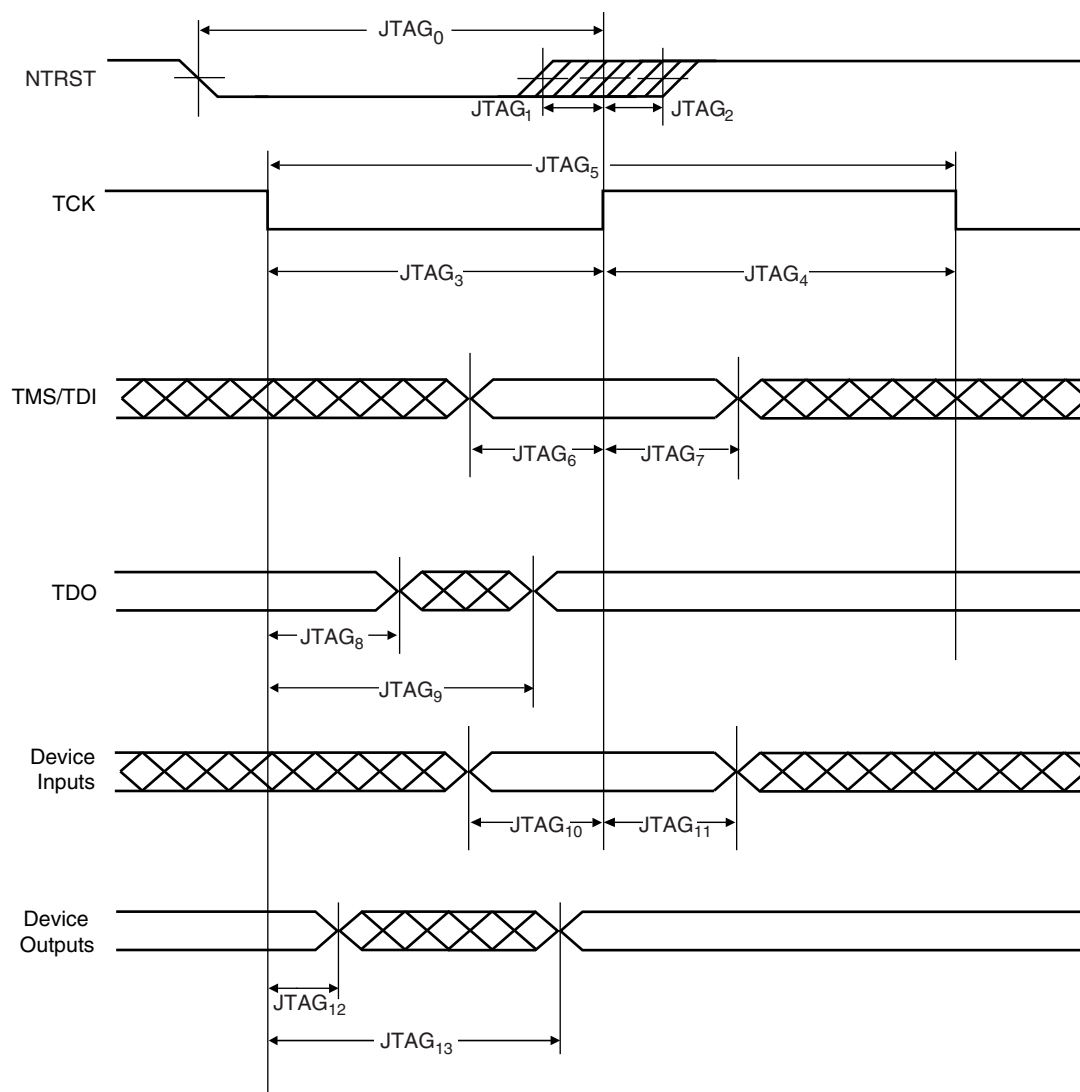 JTAG₀
NTRST
JTAG₁
JTAG₂
JTAG₅
TCK
JTAG₃
JTAG₄
TMS/TDI
JTAG₆
JTAG₇
TDO
JTAG₈
JTAG₉
Device
Inputs
JTAG₁₀
JTAG₁₁
Device
Outputs
JTAG₁₂
JTAG₁₃